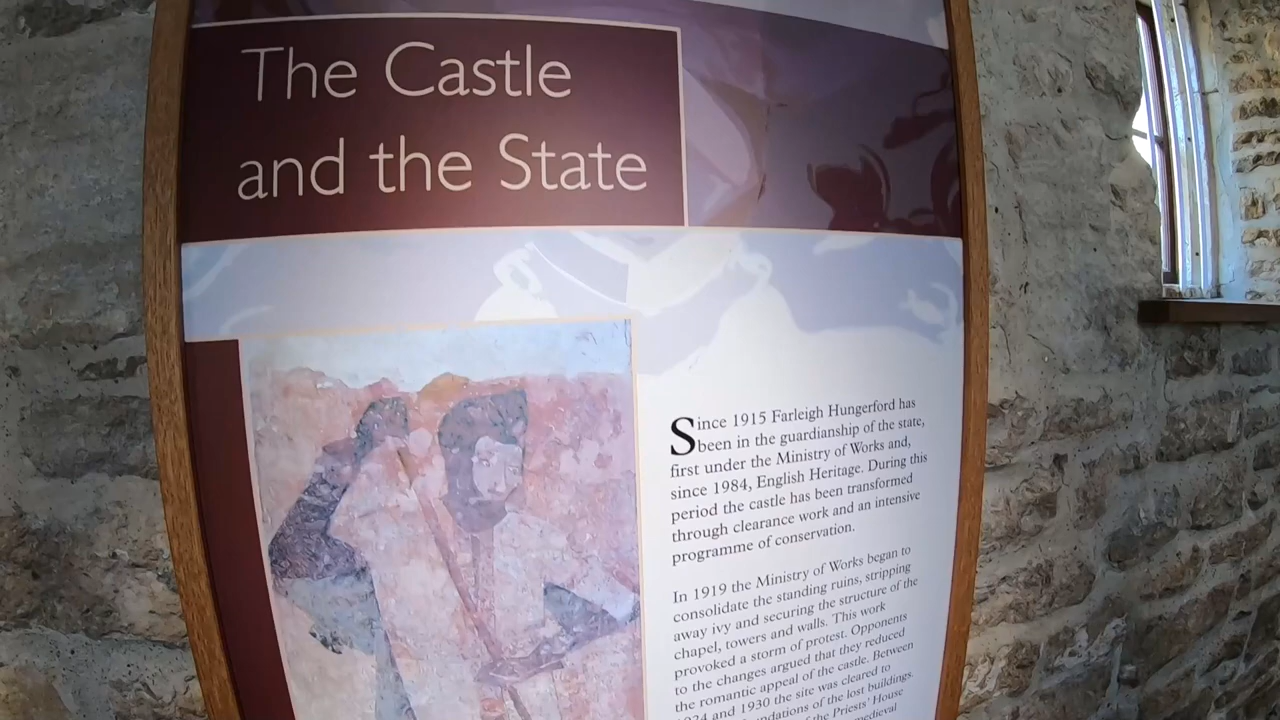 The Castle
and the State
Since 1915 Farleigh Hungerford has
been in the guardianship of the state,
first under the Ministry of Works and,
since 1984, English Heritage. During this
period the castle has been transformed
through clearance work and an intensive
programme of conservation.
In 1919 the Ministry of Works began to
consolidate the standing ruins, stripping
away ivy and securing the structure of the
chapel, towers and walls. This work
provoked a storm of protest. Opponents
to the changes argued that they reduced
the romantic appeal of the castle. Between
and 1930 the site was cleared to
of the lost buildings.
of the Priests' House
medieval